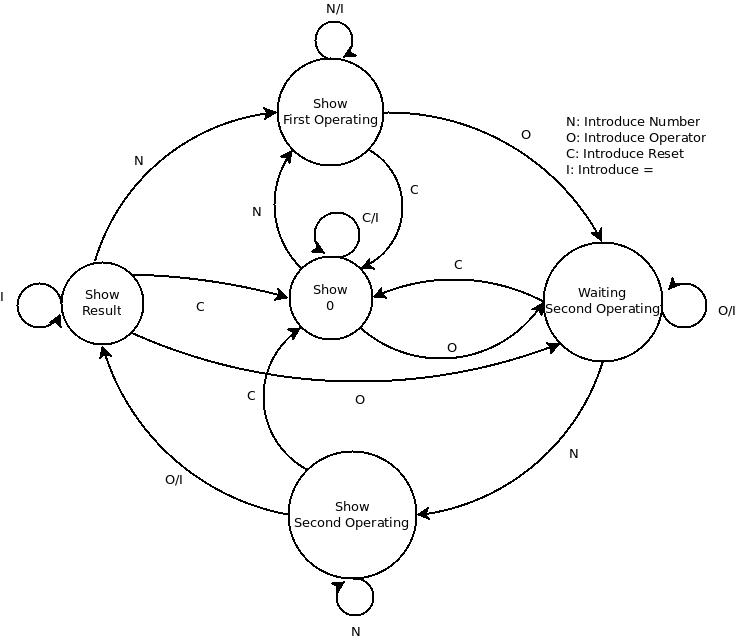 N/I
Show
First Operating
N: Introduce Number
O: Introduce Operator
C: Introduce Reset
I: Introduce =
O
N
C
N
C/I
C
Show
Result
Show
0
Waiting
Second Operating
I
C
O/I
O
C
O
N
O/I
Show
Second Operating
N